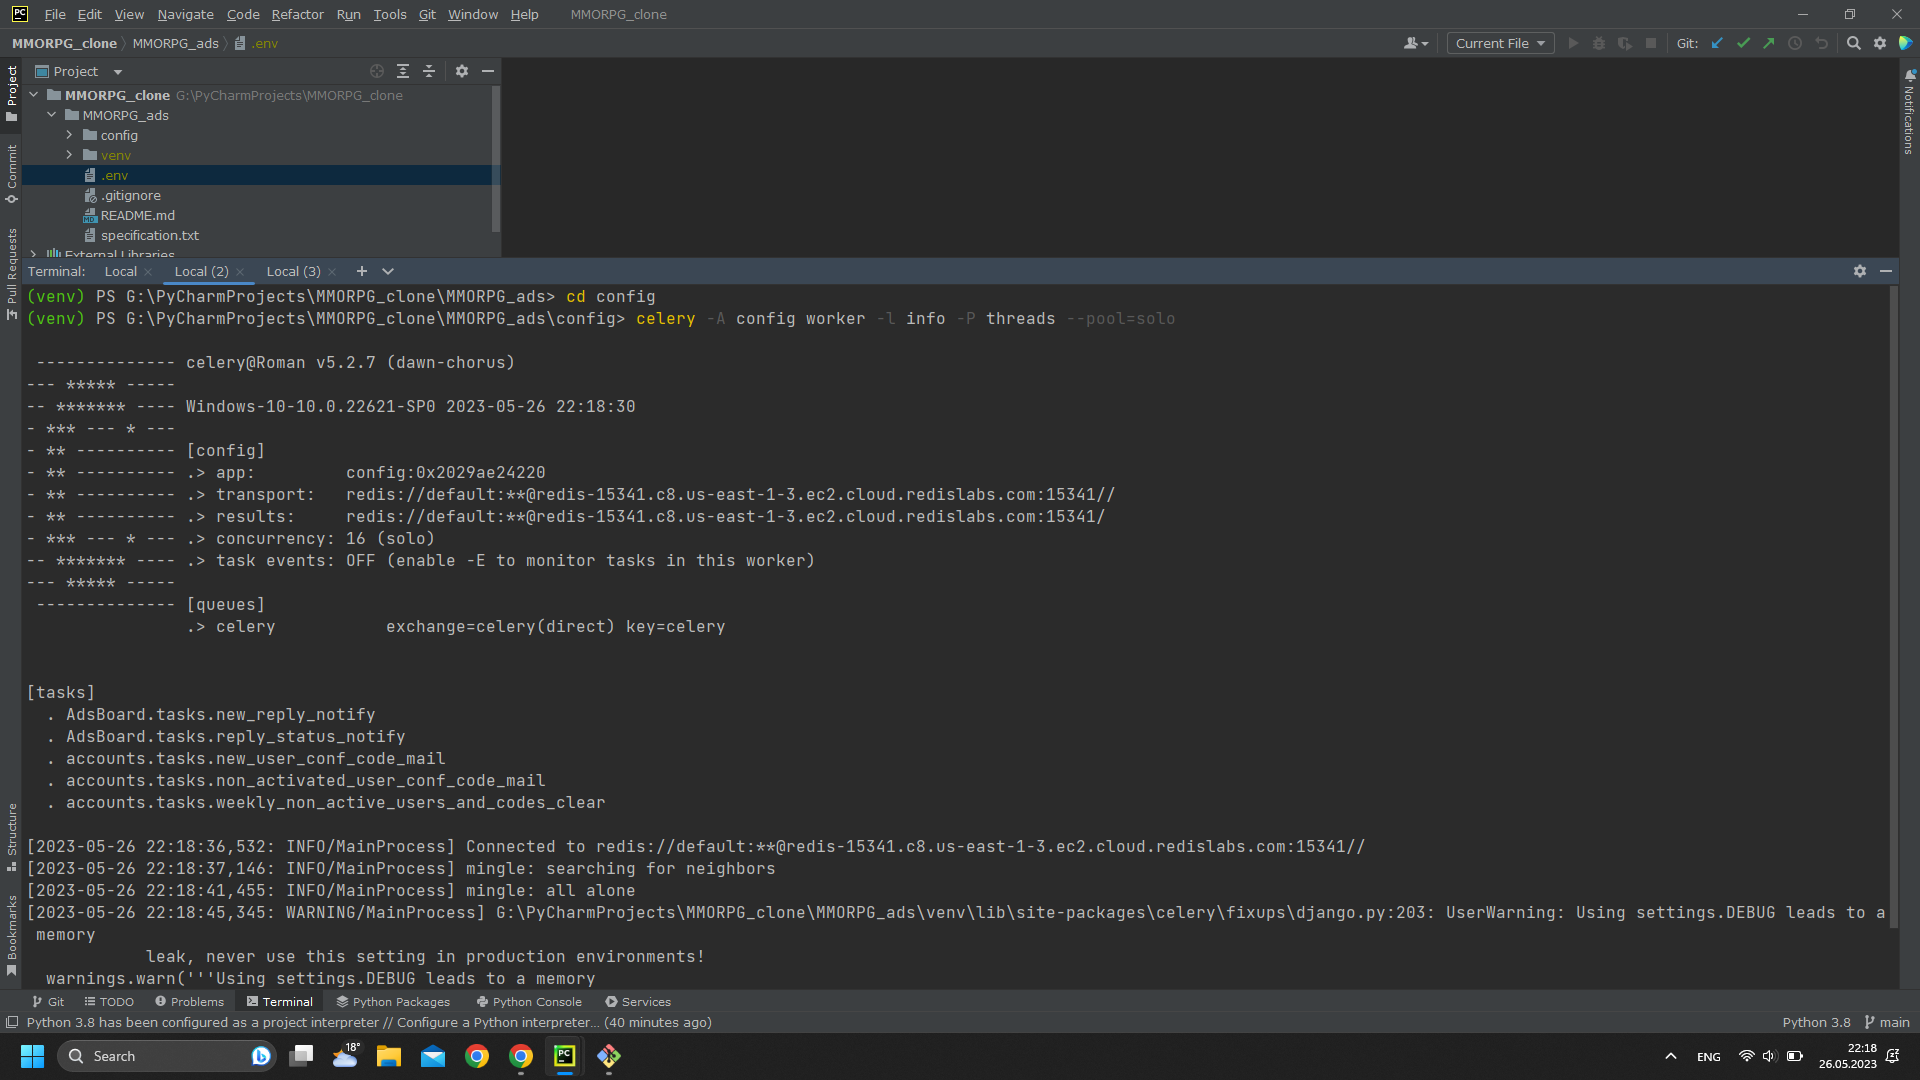 PC File Edit View Navigate Code Refactor Run Tools Git Window Help MMORPG_clone
MMORPG_clone MMORPG_ads .env Current File Git:
Project
MMORPG_clone G:\PyCharmProjects\MMORPG_clone
MMORPG_ads
config
venv
.env
.gitignore
README.md
specification.txt
External Libraries
Project
Commit
Pull Requests
Structure
Bookmarks
Notifications
Terminal: Local Local (2) Local (3)
(venv) PS G:\PyCharmProjects\MMORPG_clone\MMORPG_ads> cd config
(venv) PS G:\PyCharmProjects\MMORPG_clone\MMORPG_ads\config> celery -A config worker -l info -P threads --pool=solo
 -------------- celery@Roman v5.2.7 (dawn-chorus)
--- ***** -----
-- ******* ---- Windows-10-10.0.22621-SP0 2023-05-26 22:18:30
- *** --- * ---
- ** ---------- [config]
- ** ---------- .> app:         config:0x2029ae24220
- ** ---------- .> transport:   redis://default:**@redis-15341.c8.us-east-1-3.ec2.cloud.redislabs.com:15341//
- ** ---------- .> results:     redis://default:**@redis-15341.c8.us-east-1-3.ec2.cloud.redislabs.com:15341/
- *** --- * --- .> concurrency: 16 (solo)
-- ******* ---- .> task events: OFF (enable -E to monitor tasks in this worker)
--- ***** -----
 -------------- [queues]
                .> celery           exchange=celery(direct) key=celery
[tasks]
  . AdsBoard.tasks.new_reply_notify
  . AdsBoard.tasks.reply_status_notify
  . accounts.tasks.new_user_conf_code_mail
  . accounts.tasks.non_activated_user_conf_code_mail
  . accounts.tasks.weekly_non_active_users_and_codes_clear
[2023-05-26 22:18:36,532: INFO/MainProcess] Connected to redis://default:**@redis-15341.c8.us-east-1-3.ec2.cloud.redislabs.com:15341//
[2023-05-26 22:18:37,146: INFO/MainProcess] mingle: searching for neighbors
[2023-05-26 22:18:41,455: INFO/MainProcess] mingle: all alone
[2023-05-26 22:18:45,345: WARNING/MainProcess] G:\PyCharmProjects\MMORPG_clone\MMORPG_ads\venv\lib\site-packages\celery\fixups\django.py:203: UserWarning: Using settings.DEBUG leads to a
 memory
            leak, never use this setting in production environments!
  warnings.warn('''Using settings.DEBUG leads to a memory
Git TODO Problems Terminal Python Packages Python Console Services
Python 3.8 has been configured as a project interpreter // Configure a Python interpreter... (40 minutes ago) Python 3.8 main
Search 18° PC ENG 22:18
26.05.2023